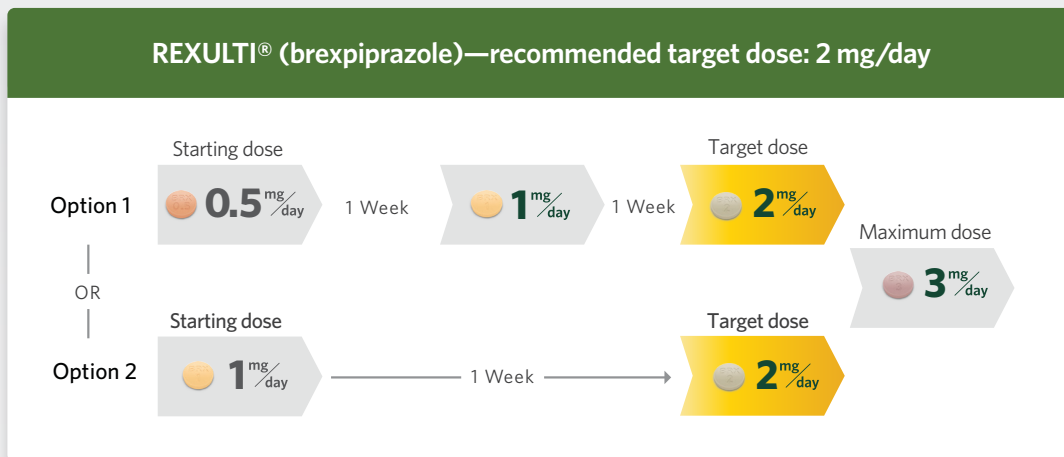 REXULTI® (brexpiprazole)—recommended target dose: 2 mg/day
Starting dose
Target dose
Option 1
0.5 mg/day
1 Week
1 mg/day
1 Week
2 mg/day
Maximum dose
3 mg/day
OR
Starting dose
Target dose
Option 2
1 mg/day
1 Week
2 mg/day